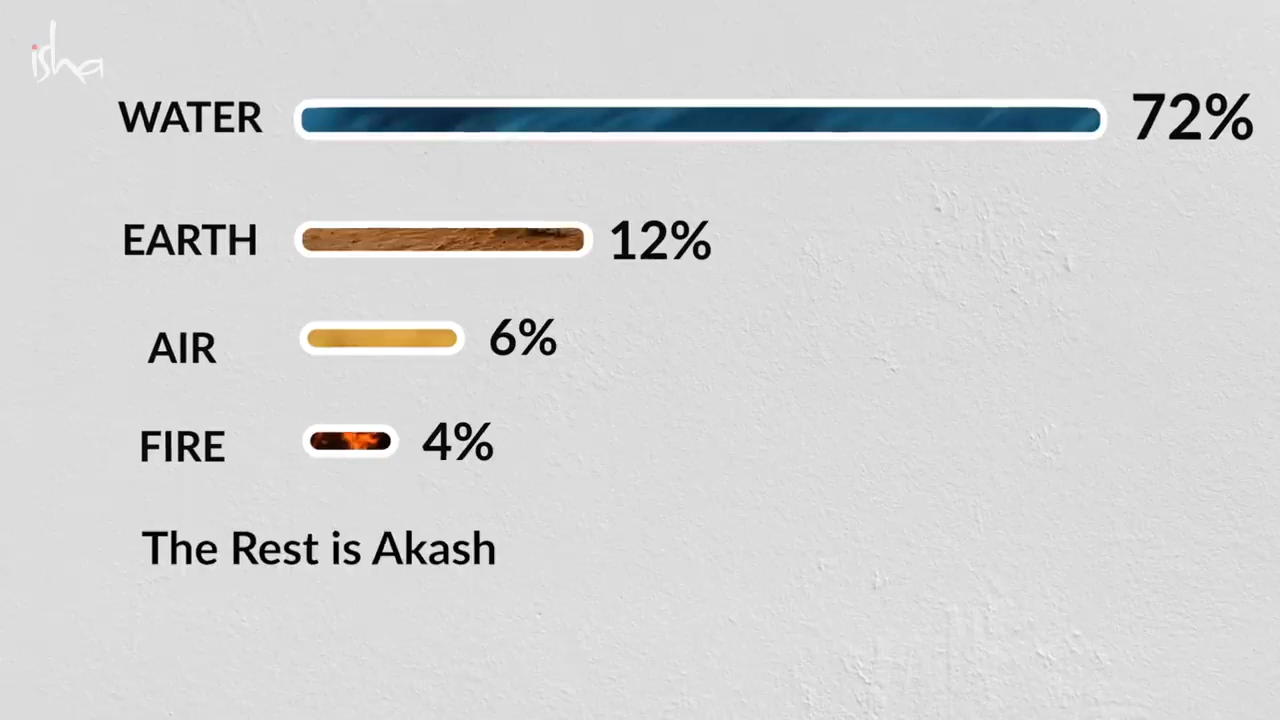 isha
WATER 72%
EARTH 12%
AIR 6%
FIRE 4%
The Rest is Akash